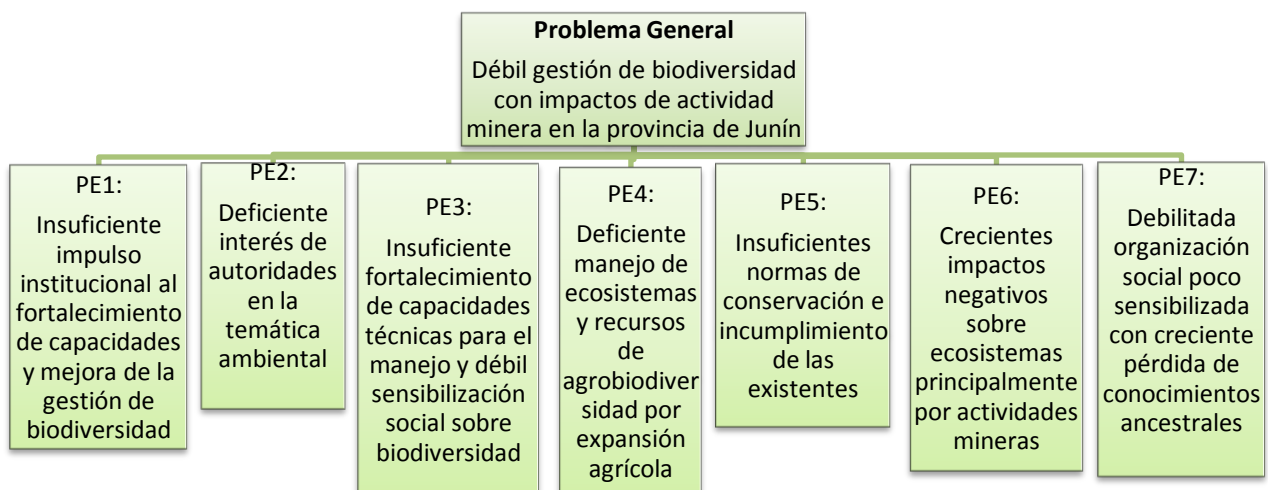 Problema General
Débil gestión de biodiversidad
con impactos de actividad
minera en la provincia de Junín
PE1:
Insuficiente
impulso
institucional al
fortalecimiento
de capacidades
y mejora de la
gestión de
biodiversidad
PE2:
Deficiente
interés de
autoridades
en la
temática
ambiental
PE3:
Insuficiente
fortalecimiento
de capacidades
técnicas para el
manejo y débil
sensibilización
social sobre
biodiversidad
PE4:
Deficiente
manejo de
ecosistemas
y recursos
de
agrobiodiver
sidad por
expansión
agrícola
PE5:
Insuficientes
normas de
conservación e
incumplimiento
de las
existentes
PE6:
Crecientes
impactos
negativos
sobre
ecosistemas
principalmente
por actividades
mineras
PE7:
Debilitada
organización
social poco
sensibilizada
con creciente
pérdida de
conocimientos
ancestrales